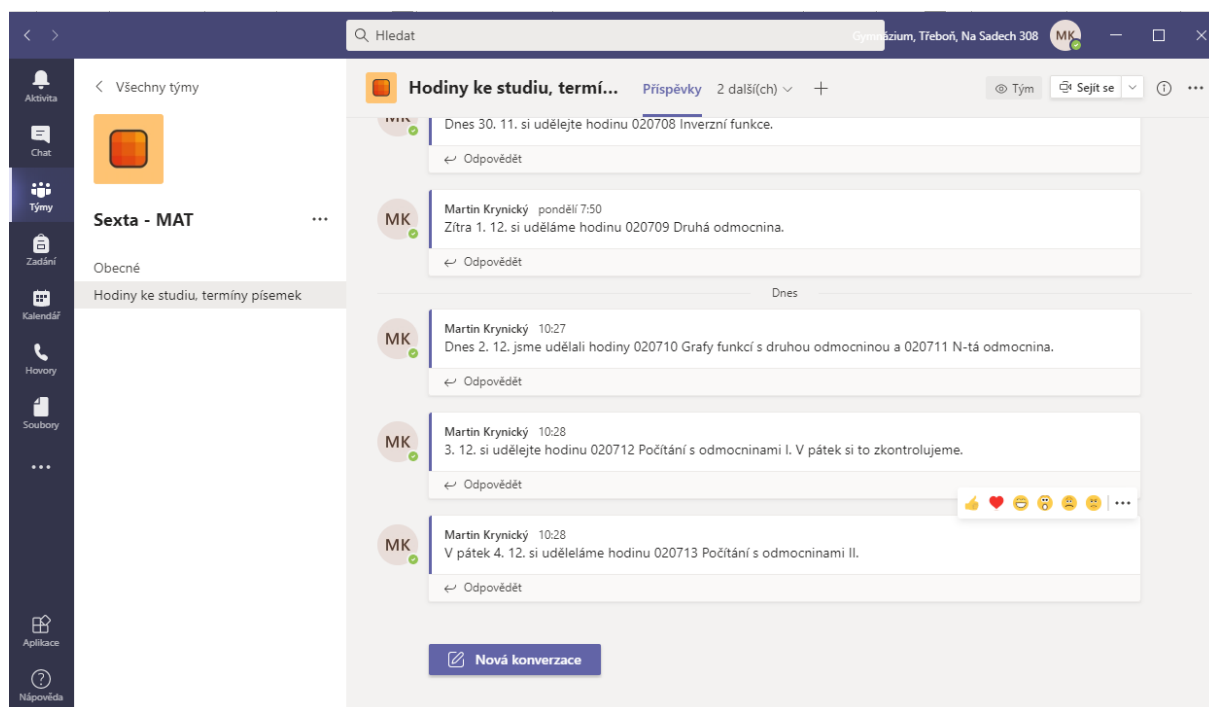 Hledat
Gymnázium, Třeboň, Na Sadech 308
MK
Aktivita
Chat
Týmy
Zadání
Kalendář
Hovory
Soubory
Aplikace
Nápověda
Všechny týmy
Sexta - MAT
Obecné
Hodiny ke studiu, termíny písemek
Hodiny ke studiu, termí...
Příspěvky
2 další(ch)
Tým
Sejít se
MK
Dnes 30. 11. si udělejte hodinu 020708 Inverzní funkce.
Odpovědět
MK
Martin Krynický pondělí 7:50
Zítra 1. 12. si uděláme hodinu 020709 Druhá odmocnina.
Odpovědět
Dnes
MK
Martin Krynický 10:27
Dnes 2. 12. jsme udělali hodiny 020710 Grafy funkcí s druhou odmocninou a 020711 N-tá odmocnina.
Odpovědět
MK
Martin Krynický 10:28
3. 12. si udělejte hodinu 020712 Počítání s odmocninami I. V pátek si to zkontrolujeme.
Odpovědět
MK
Martin Krynický 10:28
V pátek 4. 12. si uděleláme hodinu 020713 Počítání s odmocninami II.
Odpovědět
Nová konverzace